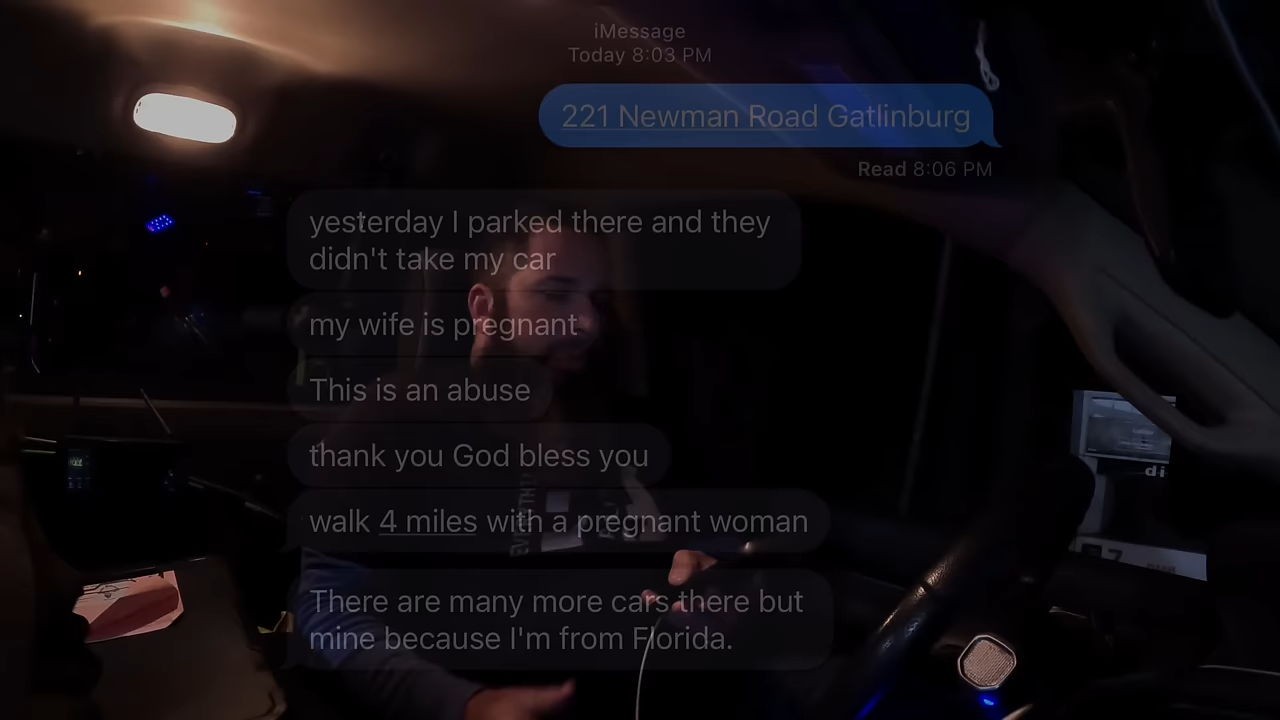 iMessage
Today 8:03 PM
221 Newman Road Gatlinburg
Read 8:06 PM
yesterday I parked there and they
didn't take my car
my wife is pregnant
This is an abuse
thank you God bless you
walk 4 miles with a pregnant woman
There are many more cars there but
mine because I'm from Florida.
di